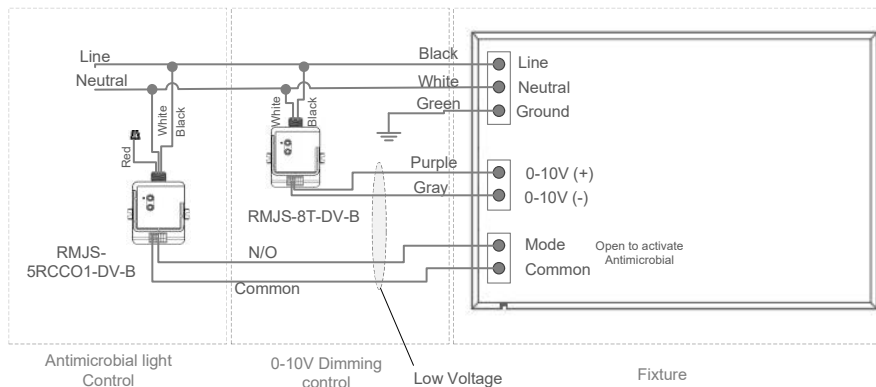 Line
Neutral
Black
White
Green
Line
Neutral
Ground
White
Black
Red
White
Black
Purple
Gray
0-10V (+)
0-10V (-)
RMJS-8T-DV-B
RMJS-
5RCCO1-DV-B
N/O
Common
Mode
Common
Open to activate
Antimicrobial
Antimicrobial light
Control
0-10V Dimming
control
Low Voltage
Fixture